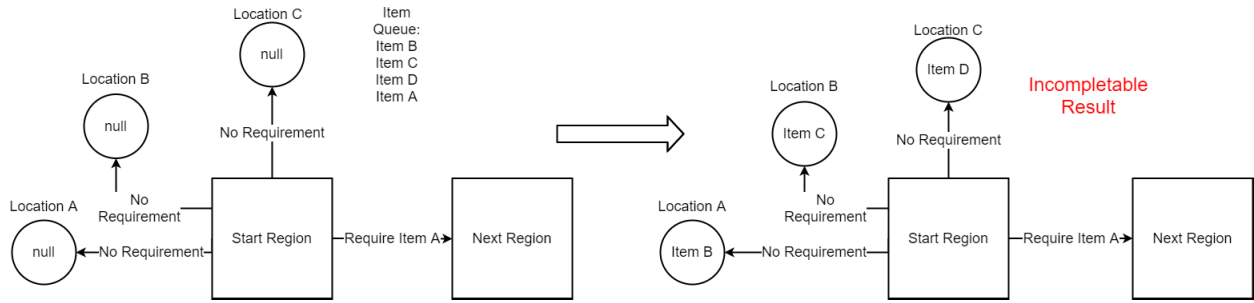 Location C
null
Item
Queue:
Item B
Item C
Item D
Item A
Location B
null
No Requirement
No
Requirement
Location A
null
No Requirement
Start Region
Require Item A
Next Region
Location C
Item D
Incompletable
Result
Location B
Item C
No Requirement
No
Requirement
Location A
Item B
No Requirement
Start Region
Require Item A
Next Region